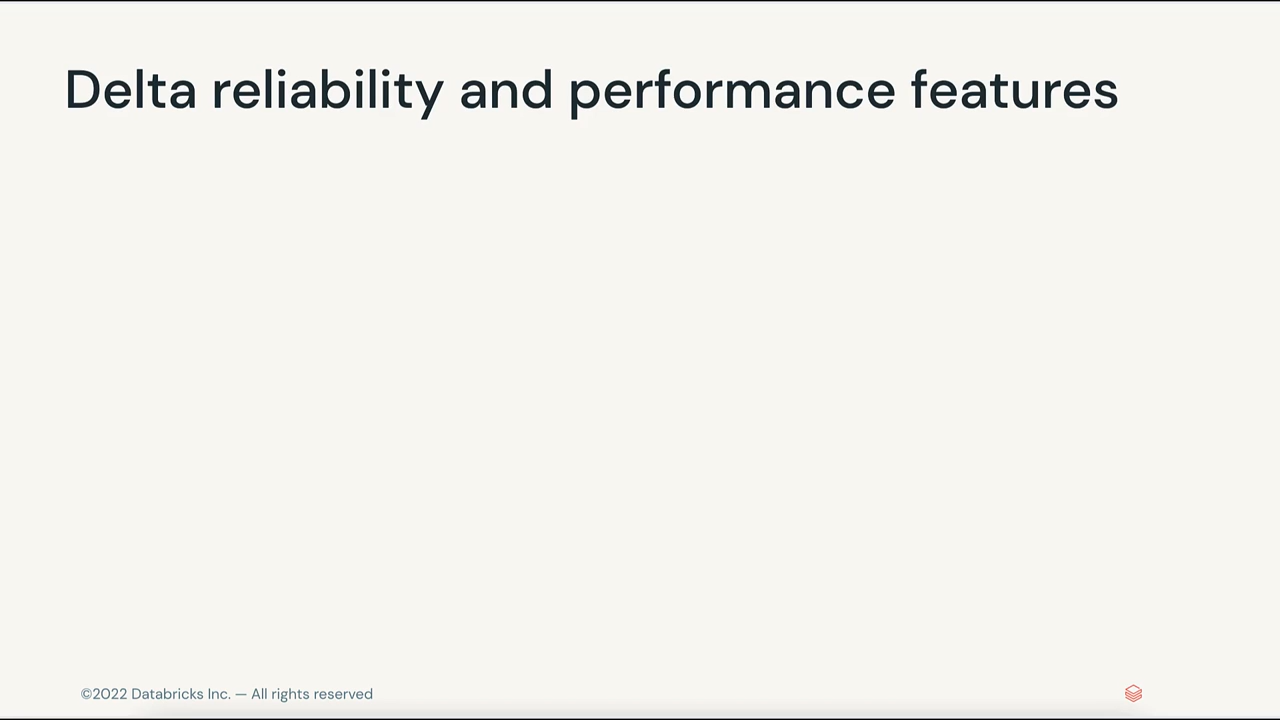 Delta reliability and performance features
©2022 Databricks Inc. — All rights reserved